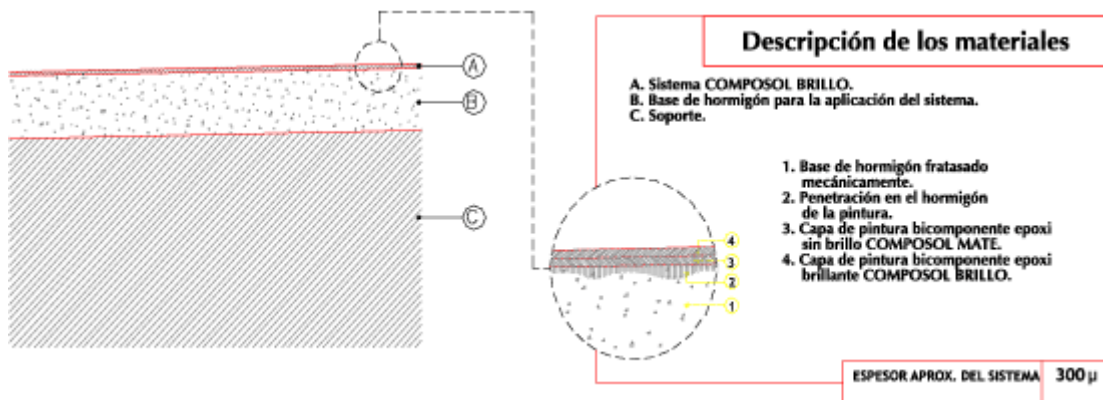 A
B
C
Descripción de los materiales
A. Sistema COMPOSOL BRILLO.
B. Base de hormigón para la aplicación del sistema.
C. Soporte.
1. Base de hormigón fratasado
mecánicamente.
2. Penetración en el hormigón
de la pintura.
3. Capa de pintura bicomponente epoxi
sin brillo COMPOSOL MATE.
4. Capa de pintura bicomponente epoxi
brillante COMPOSOL BRILLO.
4
3
2
1
ESPESOR APROX. DEL SISTEMA 300 µ